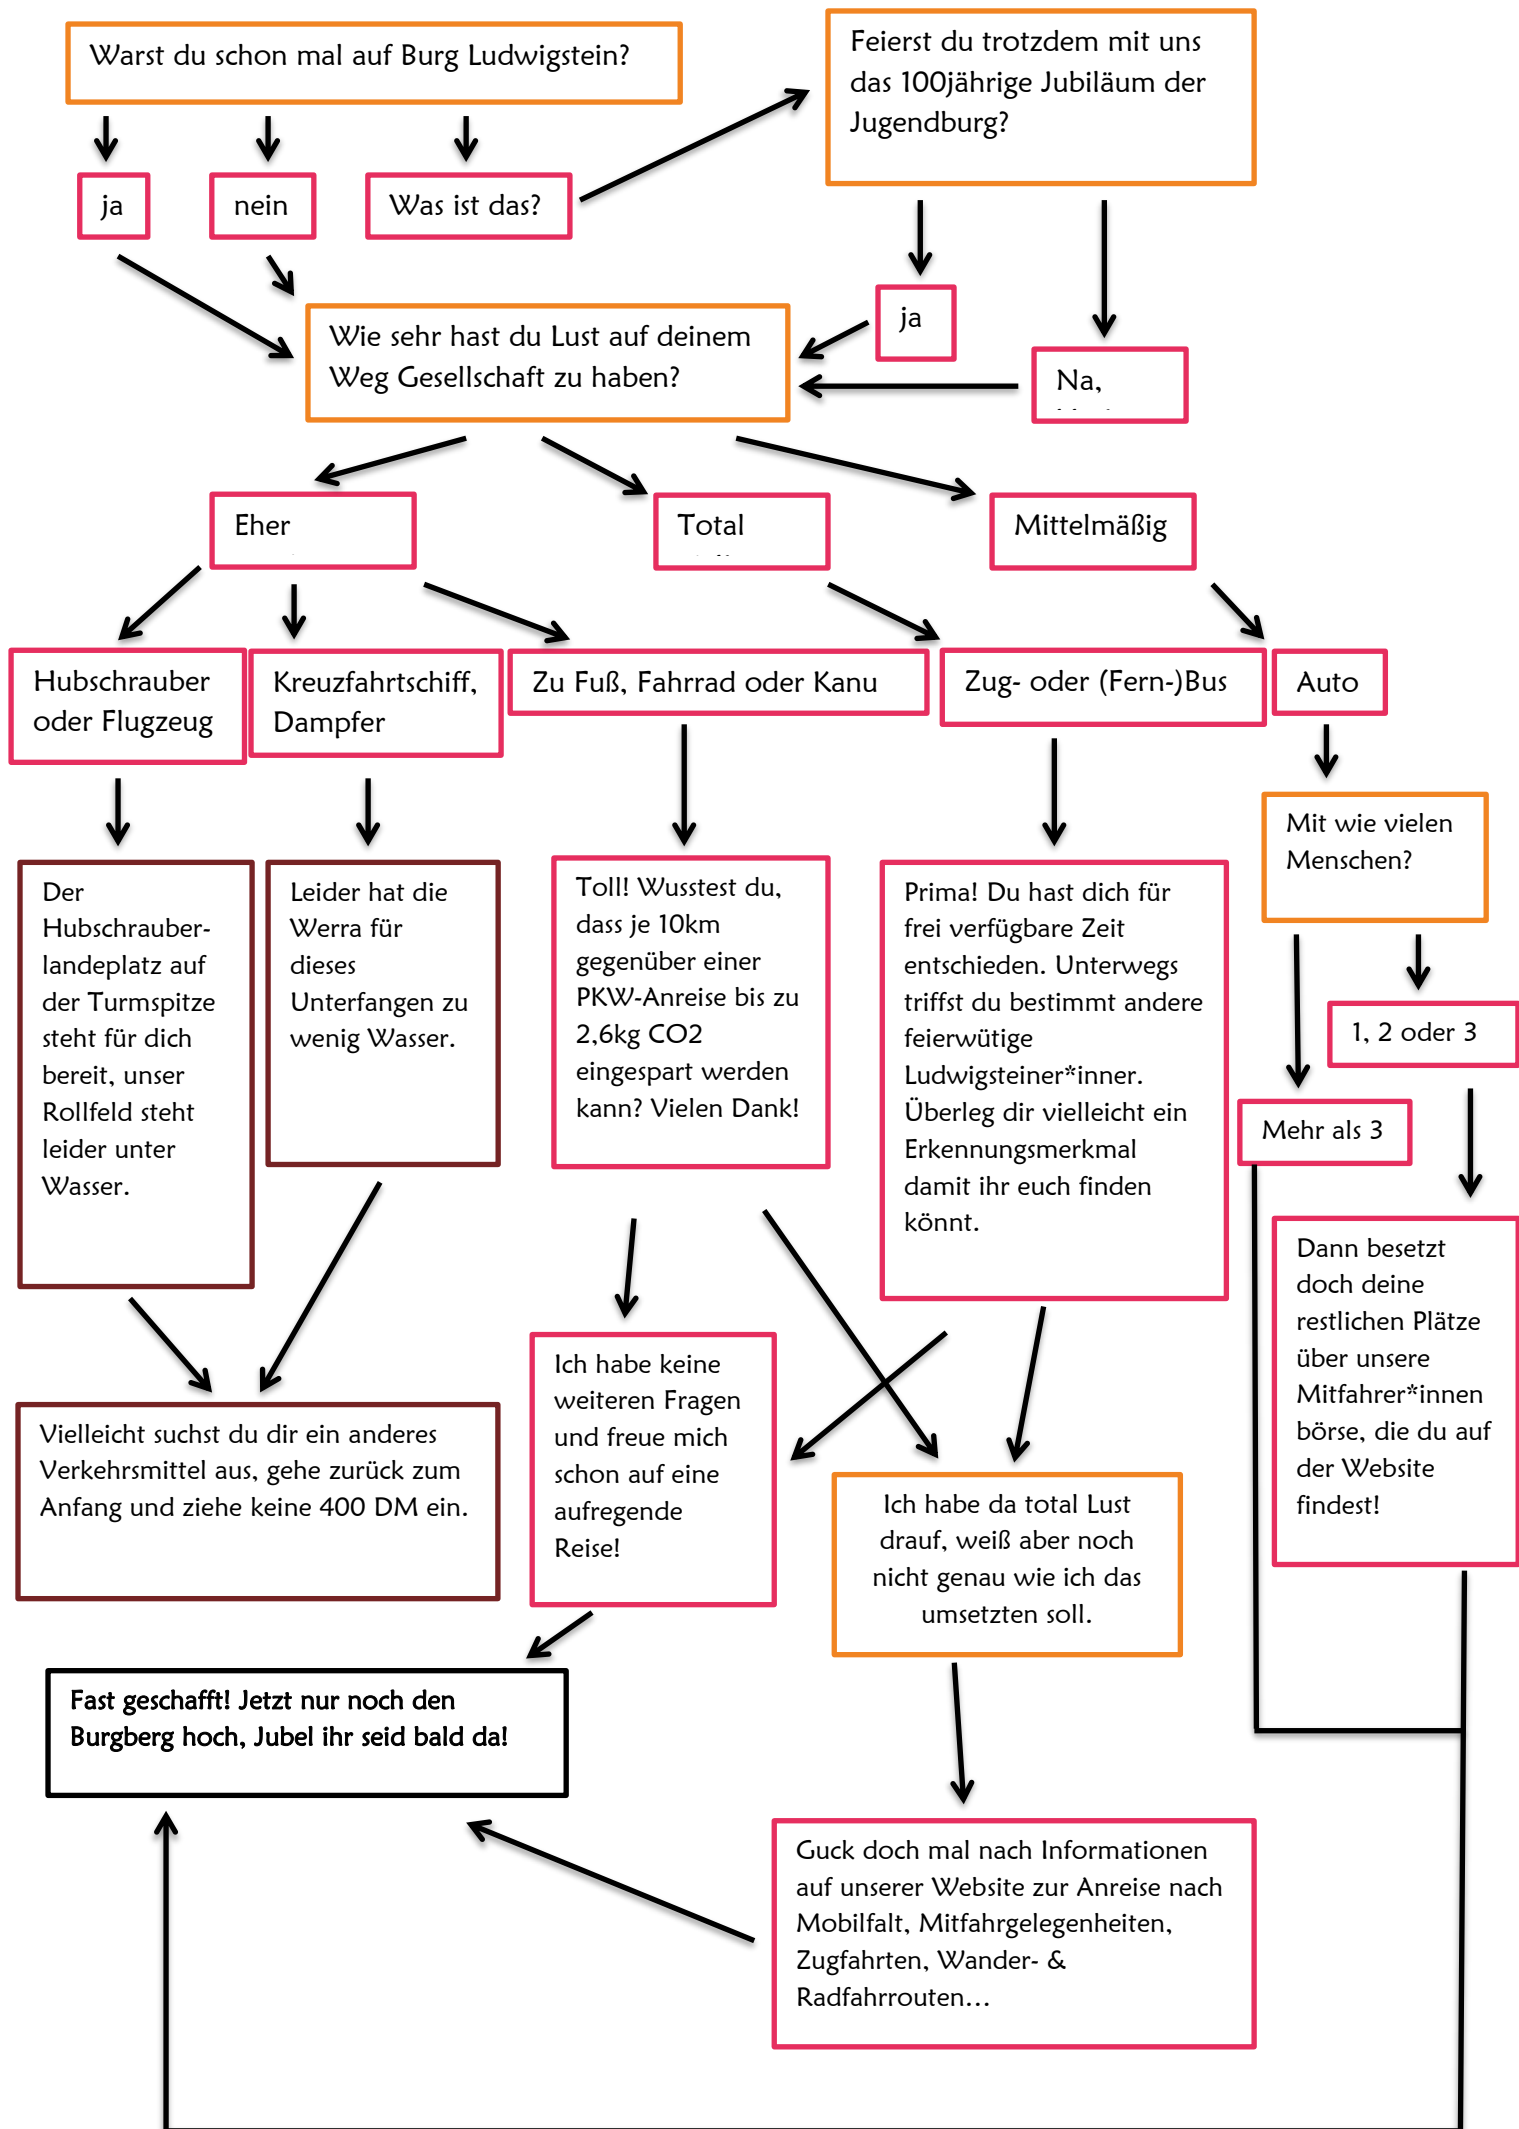 Warst du schon mal auf Burg Ludwigstein?
Feierst du trotzdem mit uns
das 100jährige Jubiläum der
Jugendburg?
ja
nein
Was ist das?
ja
Na,
Wie sehr hast du Lust auf deinem
Weg Gesellschaft zu haben?
Eher
Total
Mittelmäßig
Hubschrauber
oder Flugzeug
Kreuzfahrtschiff,
Dampfer
Zu Fuß, Fahrrad oder Kanu
Zug- oder (Fern-)Bus
Auto
Mit wie vielen
Menschen?
Der
Hubschrauber-
landeplatz auf
der Turmspitze
steht für dich
bereit, unser
Rollfeld steht
leider unter
Wasser.
Leider hat die
Werra für
dieses
Unterfangen zu
wenig Wasser.
Toll! Wusstest du,
dass je 10km
gegenüber einer
PKW-Anreise bis zu
2,6kg CO2
eingespart werden
kann? Vielen Dank!
Prima! Du hast dich für
frei verfügbare Zeit
entschieden. Unterwegs
triffst du bestimmt andere
feierwütige
Ludwigsteiner*inner.
Überleg dir vielleicht ein
Erkennungsmerkmal
damit ihr euch finden
könnt.
1, 2 oder 3
Mehr als 3
Dann besetzt
doch deine
restlichen Plätze
über unsere
Mitfahrer*innen
börse, die du auf
der Website
findest!
Ich habe keine
weiteren Fragen
und freue mich
schon auf eine
aufregende
Reise!
Vielleicht suchst du dir ein anderes
Verkehrsmittel aus, gehe zurück zum
Anfang und ziehe keine 400 DM ein.
Ich habe da total Lust
drauf, weiß aber noch
nicht genau wie ich das
umsetzten soll.
Fast geschafft! Jetzt nur noch den
Burgberg hoch, Jubel ihr seid bald da!
Guck doch mal nach Informationen
auf unserer Website zur Anreise nach
Mobilfalt, Mitfahrgelegenheiten,
Zugfahrten, Wander- &
Radfahrrouten...